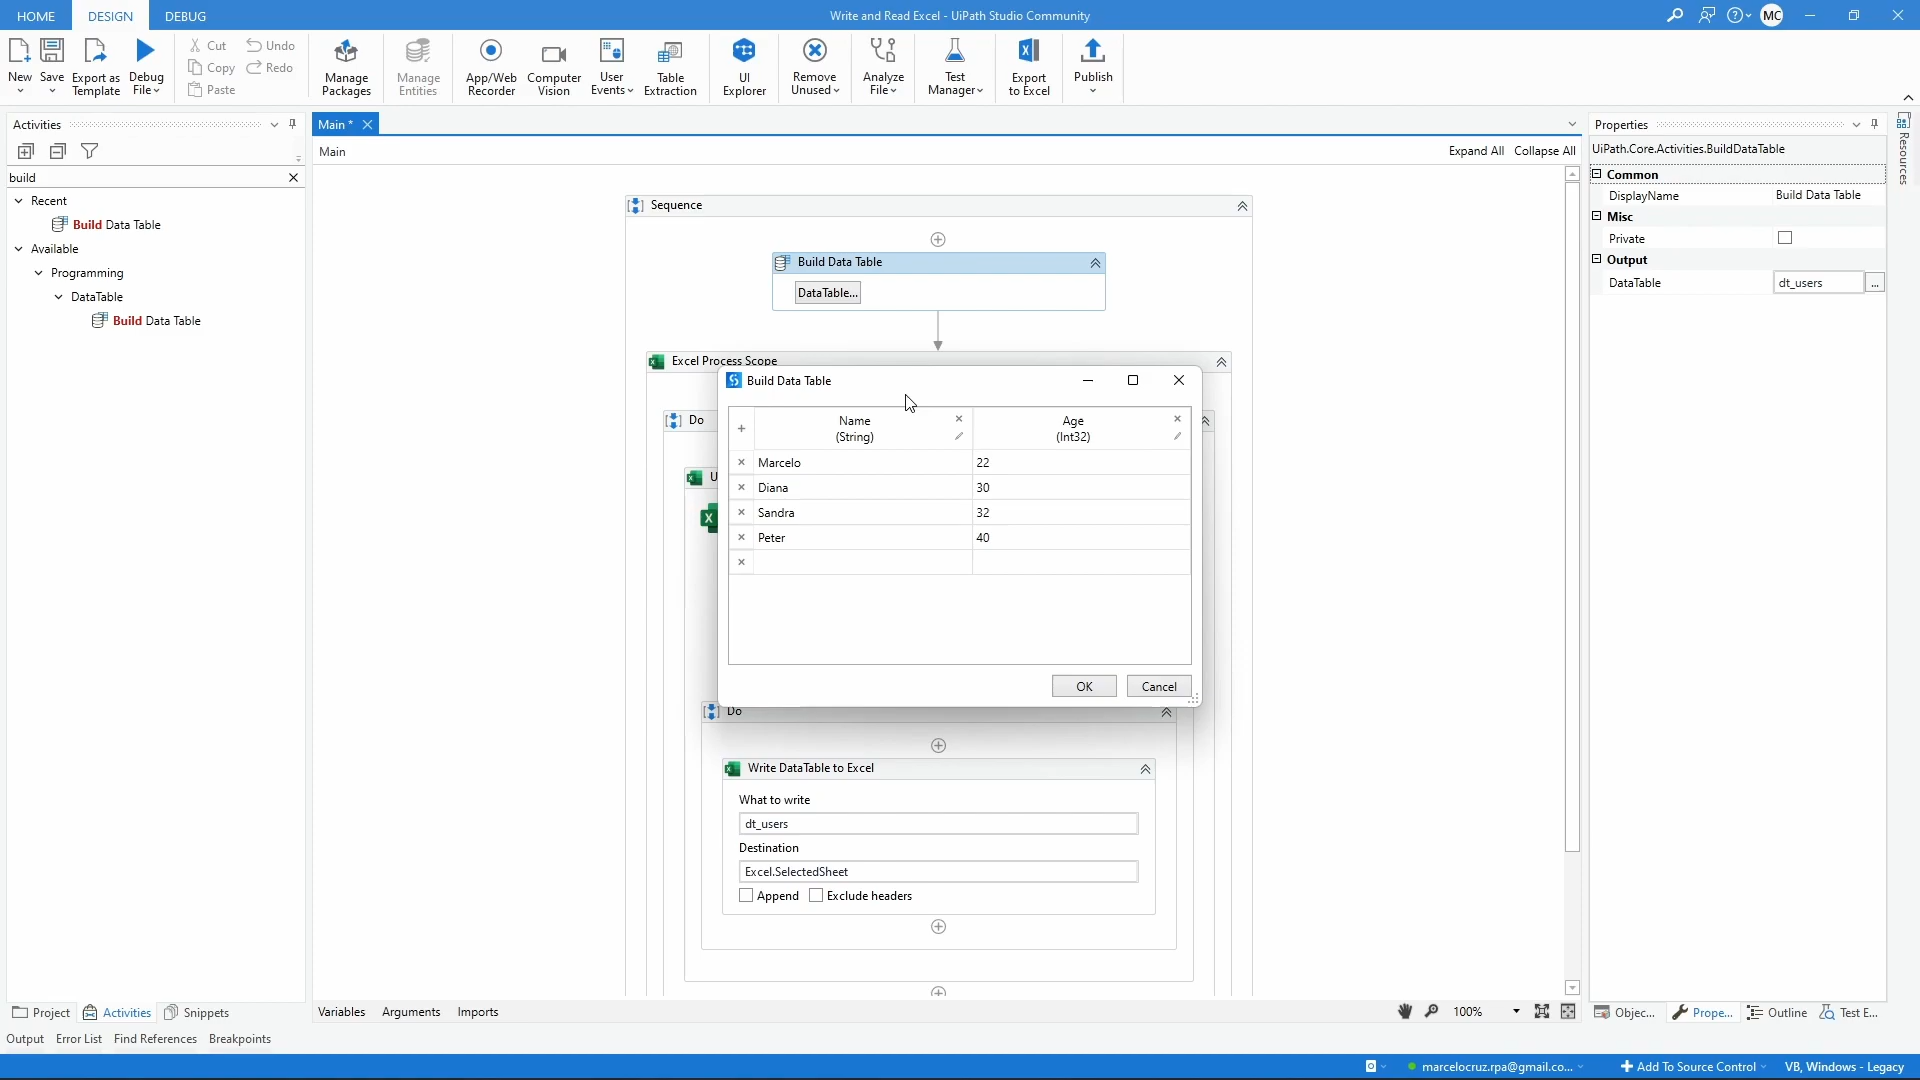 HOME DESIGN DEBUG
Write and Read Excel - UiPath Studio Community
MC
New
Save
Export as
Template
Debug
File
Cut
Copy
Paste
Undo
Redo
Manage
Packages
Manage
Entities
App/Web
Recorder
Computer
Vision
User
Events
Table
Extraction
UI
Explorer
Remove
Unused
Analyze
File
Test
Manager
Export
to Excel
Publish
Activities
build
Recent
Build Data Table
Available
Programming
DataTable
Build Data Table
Main *
Main
Expand All Collapse All
Sequence
Build Data Table
DataTable...
Excel Process Scope
Do
U
Build Data Table
Name
(String)
Age
(Int32)
Marcelo 22
Diana 30
Sandra 32
Peter 40
OK Cancel
Do
Write DataTable to Excel
What to write
dt_users
Destination
Excel.SelectedSheet
Append Exclude headers
Properties
UiPath.Core.Activities.BuildDataTable
Common
DisplayName Build Data Table
Misc
Private
Output
DataTable dt_users ...
Resources
Project Activities Snippets
Variables Arguments Imports
100%
Objec... Prope... Outline Test E...
Output Error List Find References Breakpoints
marcelocruz.rpa@gmail.co...
Add To Source Control
VB, Windows - Legacy